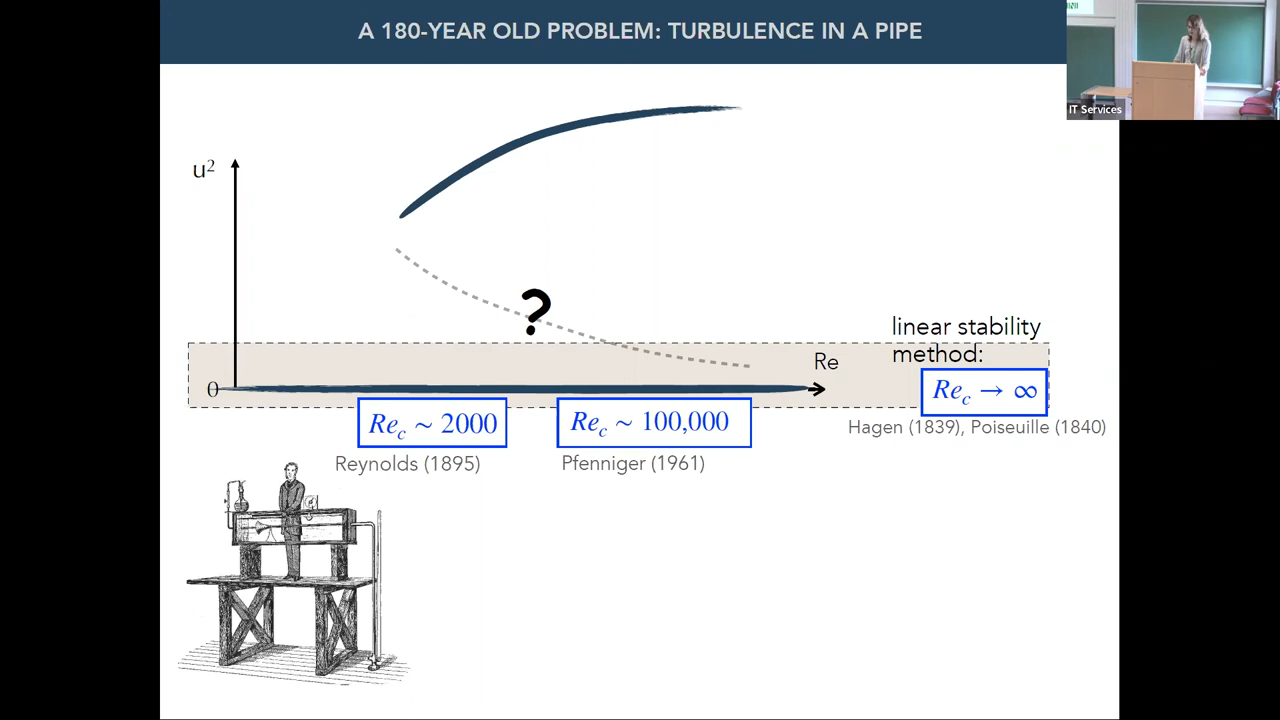 A 180-YEAR OLD PROBLEM: TURBULENCE IN A PIPE
IT Services
u²
?
linear stability
method:
Re
0
Re_c → ∞
Re_c ~ 2000
Re_c ~ 100,000
Hagen (1839), Poiseuille (1840)
Reynolds (1895)
Pfenniger (1961)